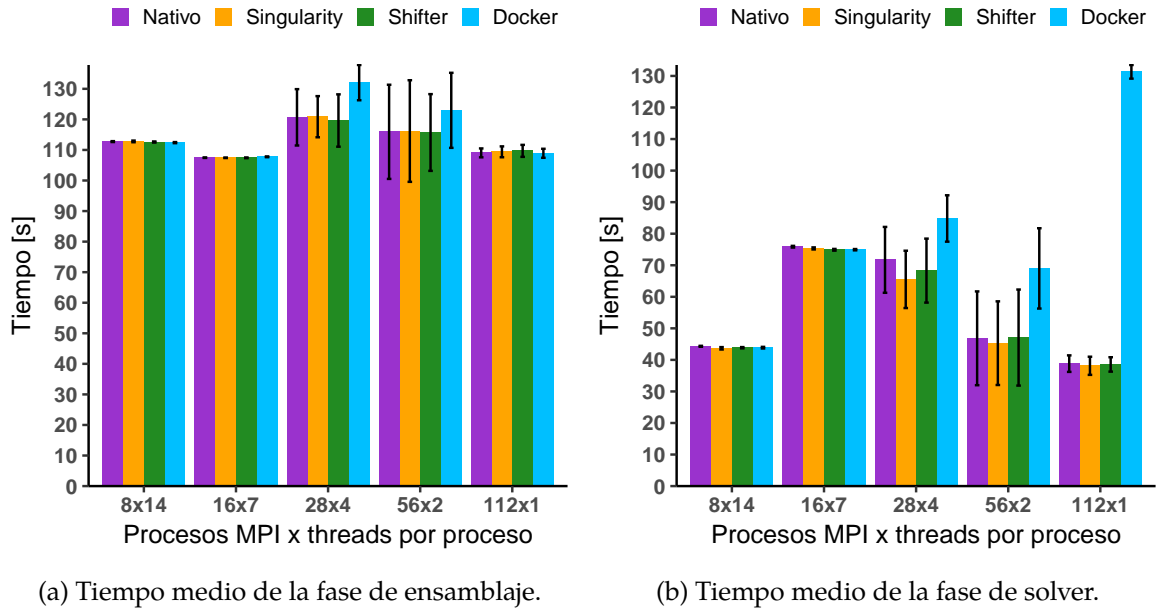 Nativo Singularity Shifter Docker
Tiempo [s]
130
120
110
100
90
80
70
60
50
40
30
20
10
0
8x14 16x7 28x4 56x2 112x1
Procesos MPI x threads por proceso
(a) Tiempo medio de la fase de ensamblaje.
Nativo Singularity Shifter Docker
Tiempo [s]
130
120
110
100
90
80
70
60
50
40
30
20
10
0
8x14 16x7 28x4 56x2 112x1
Procesos MPI x threads por proceso
(b) Tiempo medio de la fase de solver.